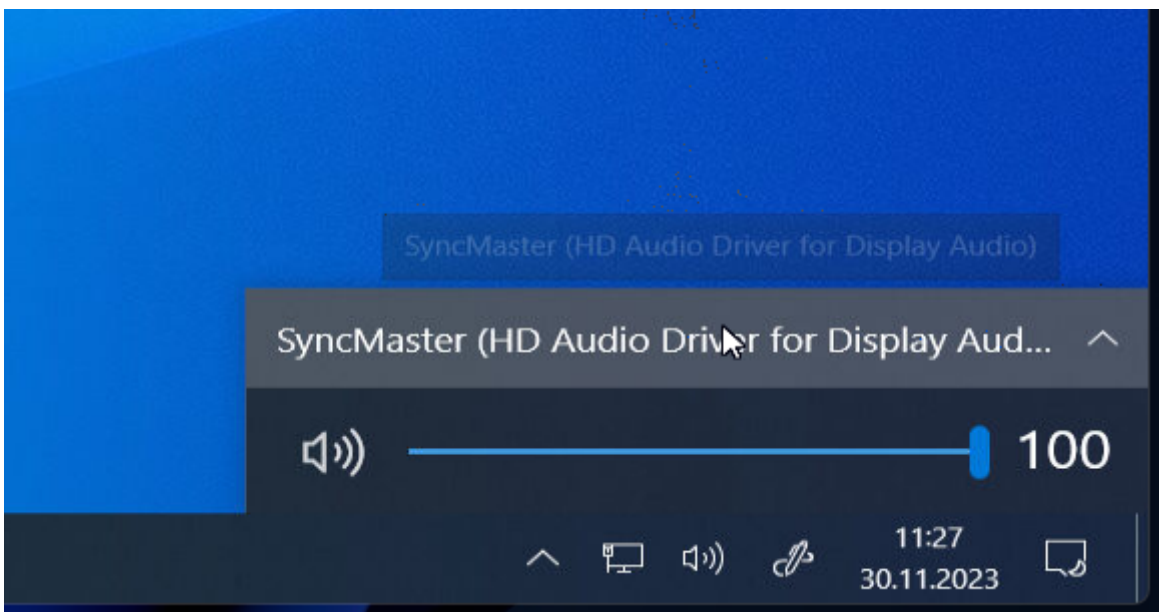 SyncMaster (HD Audio Driver for Display Audio)
SyncMaster (HD Audio Driver for Display Aud...
100
11:27
30.11.2023